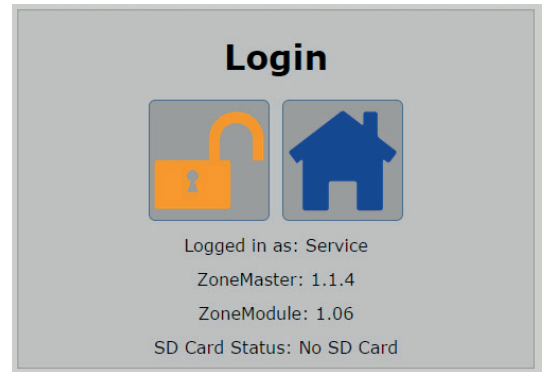 Login
Logged in as: Service
ZoneMaster: 1.1.4
ZoneModule: 1.06
SD Card Status: No SD Card